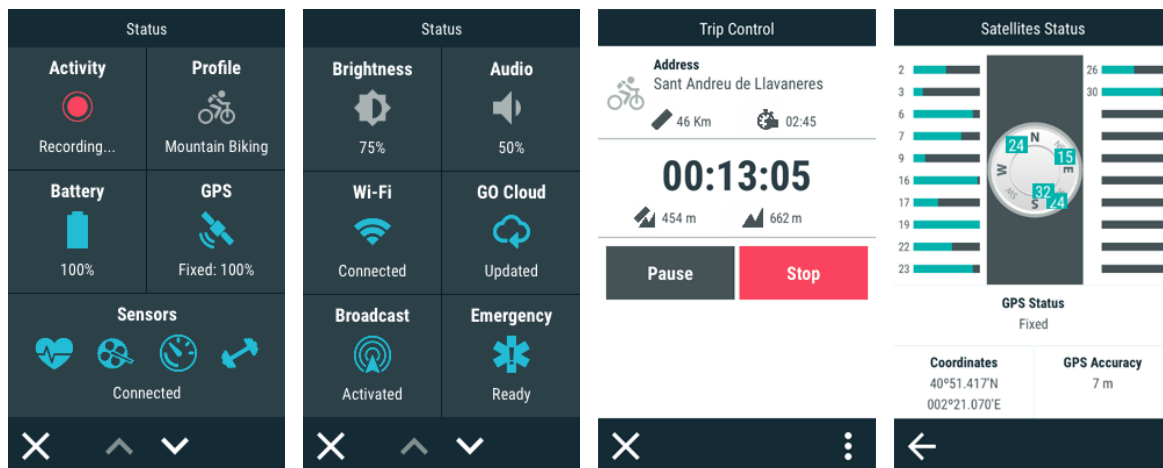 Status
Activity
Profile
Recording...
Mountain Biking
Battery
GPS
100%
Fixed: 100%
Sensors
Connected
Status
Brightness
Audio
75%
50%
Wi-Fi
GO Cloud
Connected
Updated
Broadcast
Emergency
Activated
Ready
Trip Control
Address
Sant Andreu de Llavaneres
46 Km
02:45
00:13:05
454 m
662 m
Pause
Stop
Satellites Status
2
26
3
30
6
7
9
16
17
19
22
23
N
24
15
E
W
SW
32
S
24
GPS Status
Fixed
Coordinates
GPS Accuracy
40º51.417'N
7 m
002º21.070'E